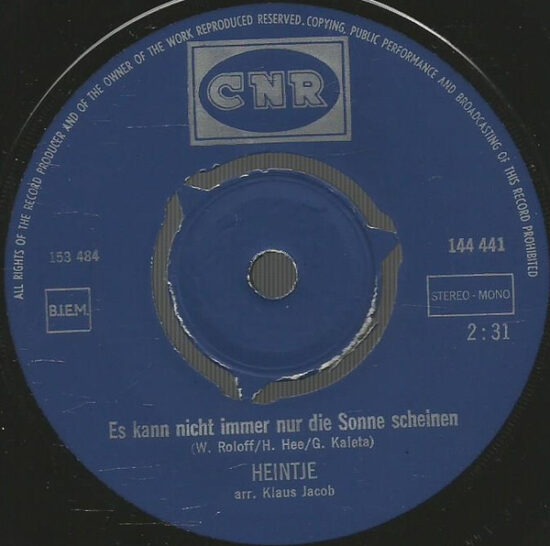 ALL RIGHTS OF THE RECORD PRODUCER AND OF THE OWNER OF THE WORK REPRODUCED RESERVED. COPYING, PUBLIC PERFORMANCE AND BROADCASTING OF THIS RECORD PROHIBITED
CNR
153 484
144 441
B.I.E.M.
STEREO - MONO
2:31
Es kann nicht immer nur die Sonne scheinen
(W. Roloff/H. Hee/G. Kaleta)
HEINTJE
arr. Klaus Jacob